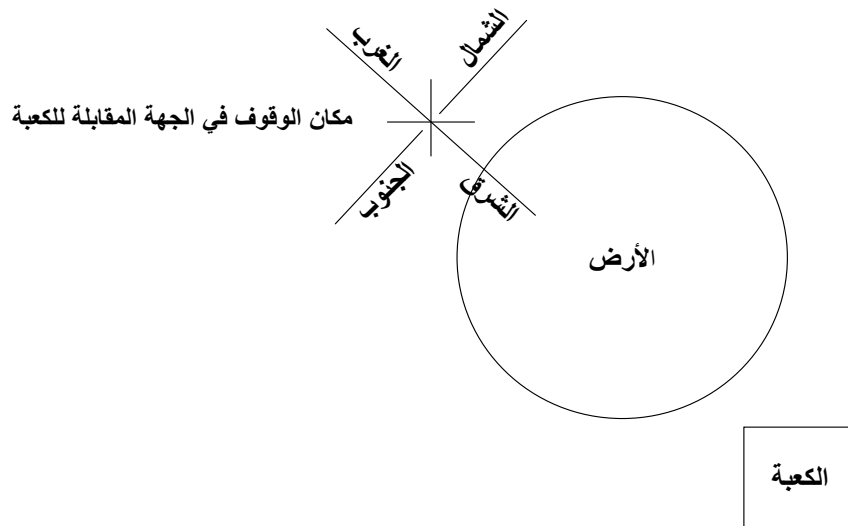 الشمال
الغرب
مكان الوقوف في الجهة المقابلة للكعبة
الجنوب
الشرق
الأرض
الكعبة